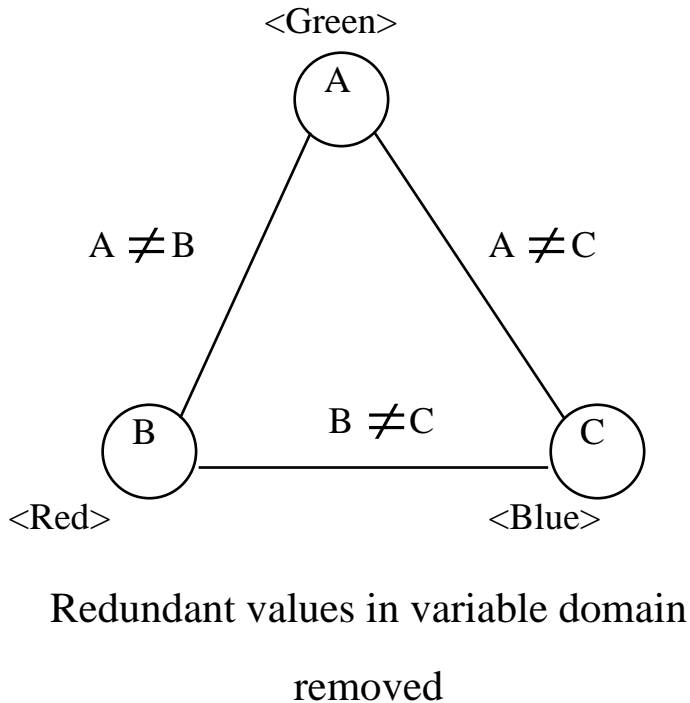 <Green>
A
A ≠ B
A ≠ C
B ≠ C
B
C
<Red>
<Blue>
Redundant values in variable domain
removed